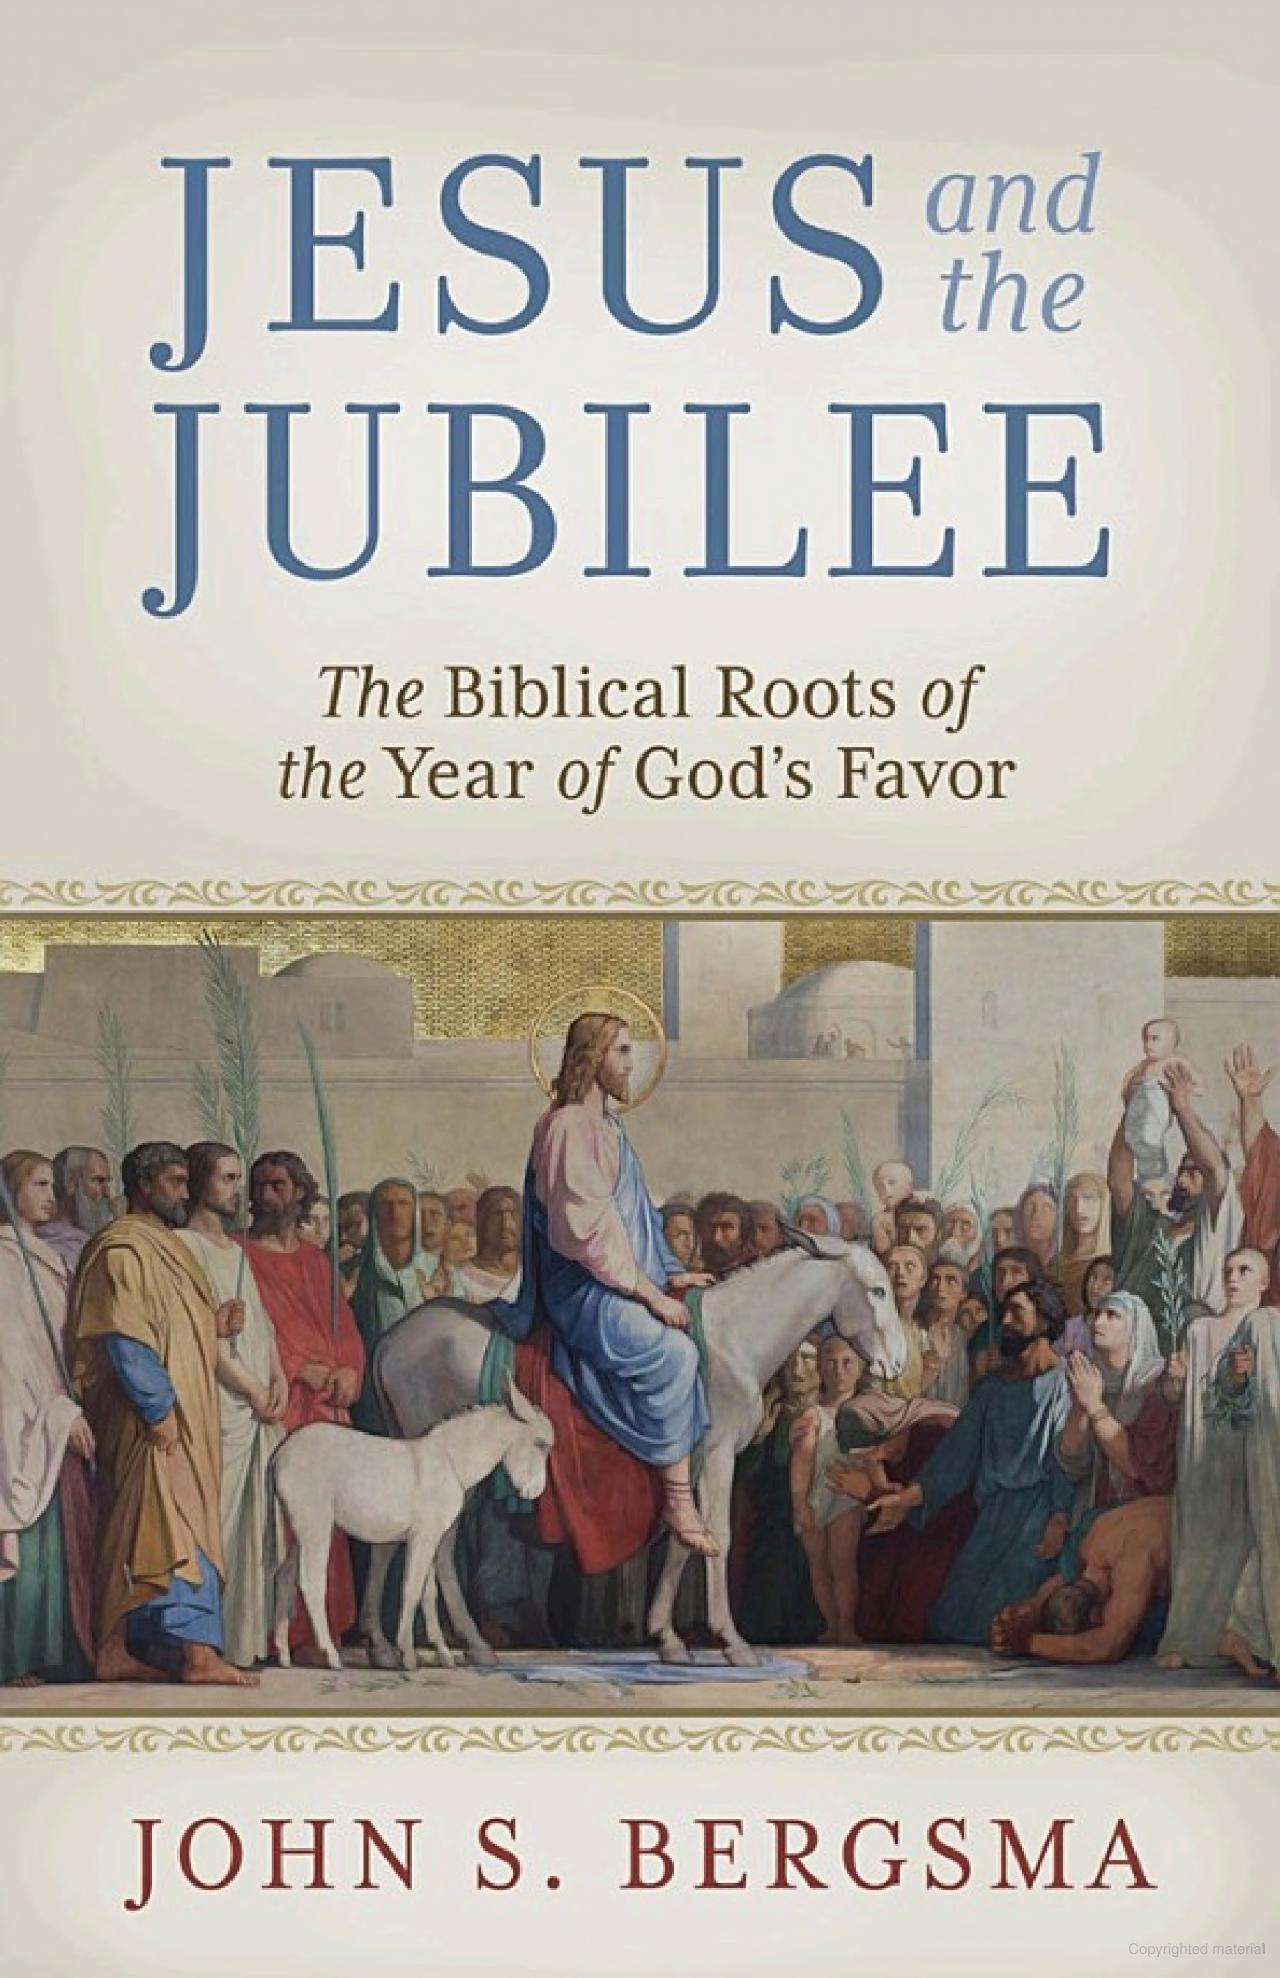 JESUS and
the
JUBILEE
The Biblical Roots of
the Year of God’s Favor
JOHN S. BERGSMA
Copyrighted material